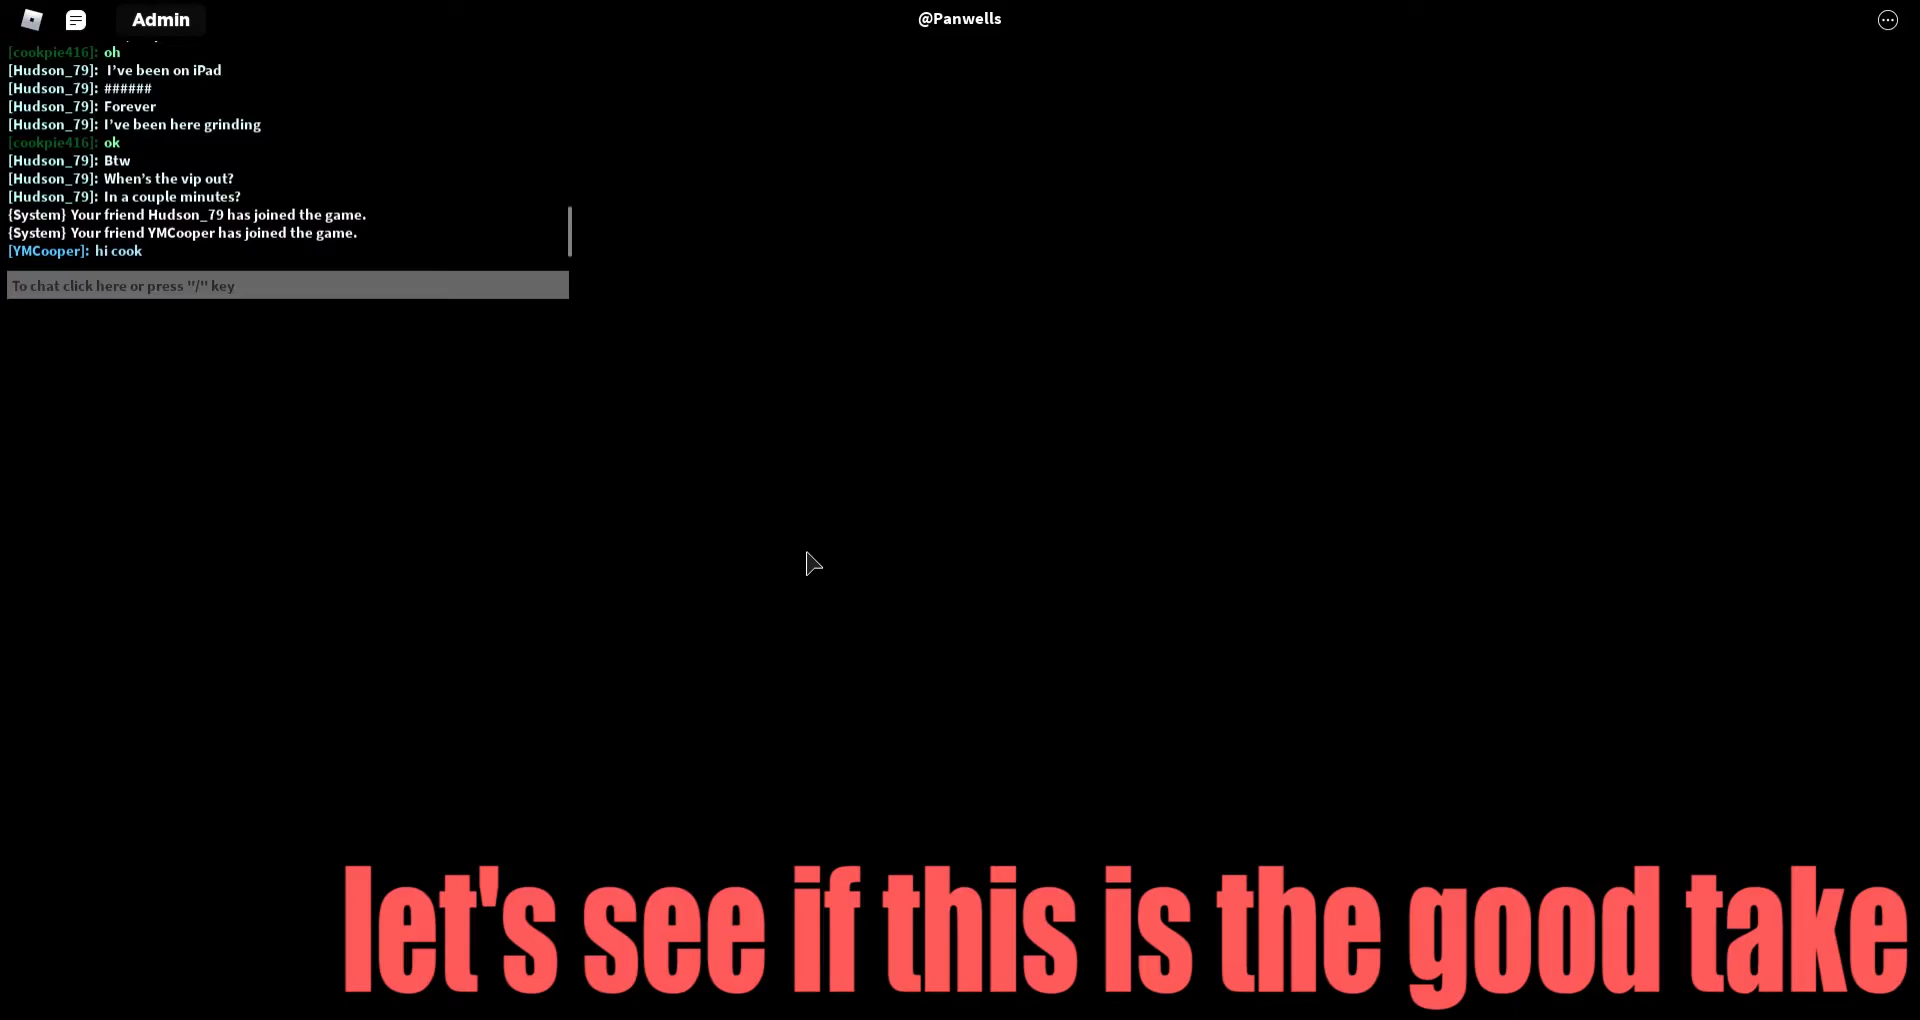 Admin
@Panwells
[cookpie416]: oh
[Hudson_79]: I've been on iPad
[Hudson_79]: ######
[Hudson_79]: Forever
[Hudson_79]: I've been here grinding
[cookpie416]: ok
[Hudson_79]: Btw
[Hudson_79]: When's the vip out?
[Hudson_79]: In a couple minutes?
{System} Your friend Hudson_79 has joined the game.
{System} Your friend YMCooper has joined the game.
[YMCooper]: hi cook
To chat click here or press "/" key
let's see if this is the good take